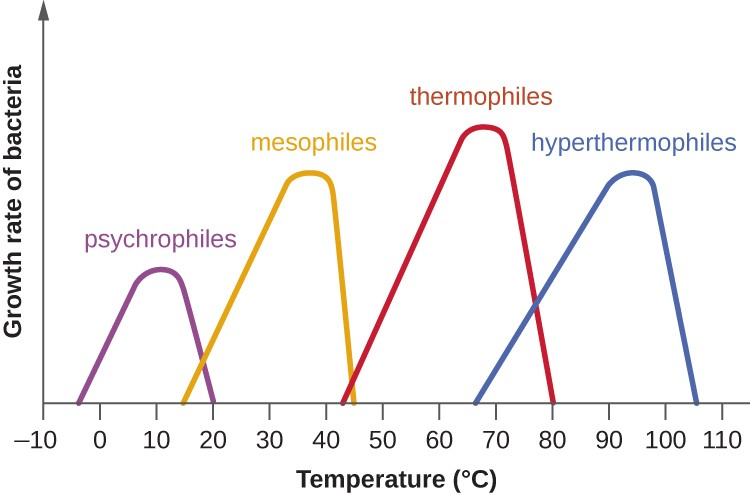 thermophiles
mesophiles
hyperthermophiles
psychrophiles
Growth rate of bacteria
–10 0 10 20 30 40 50 60 70 80 90 100 110
Temperature (°C)